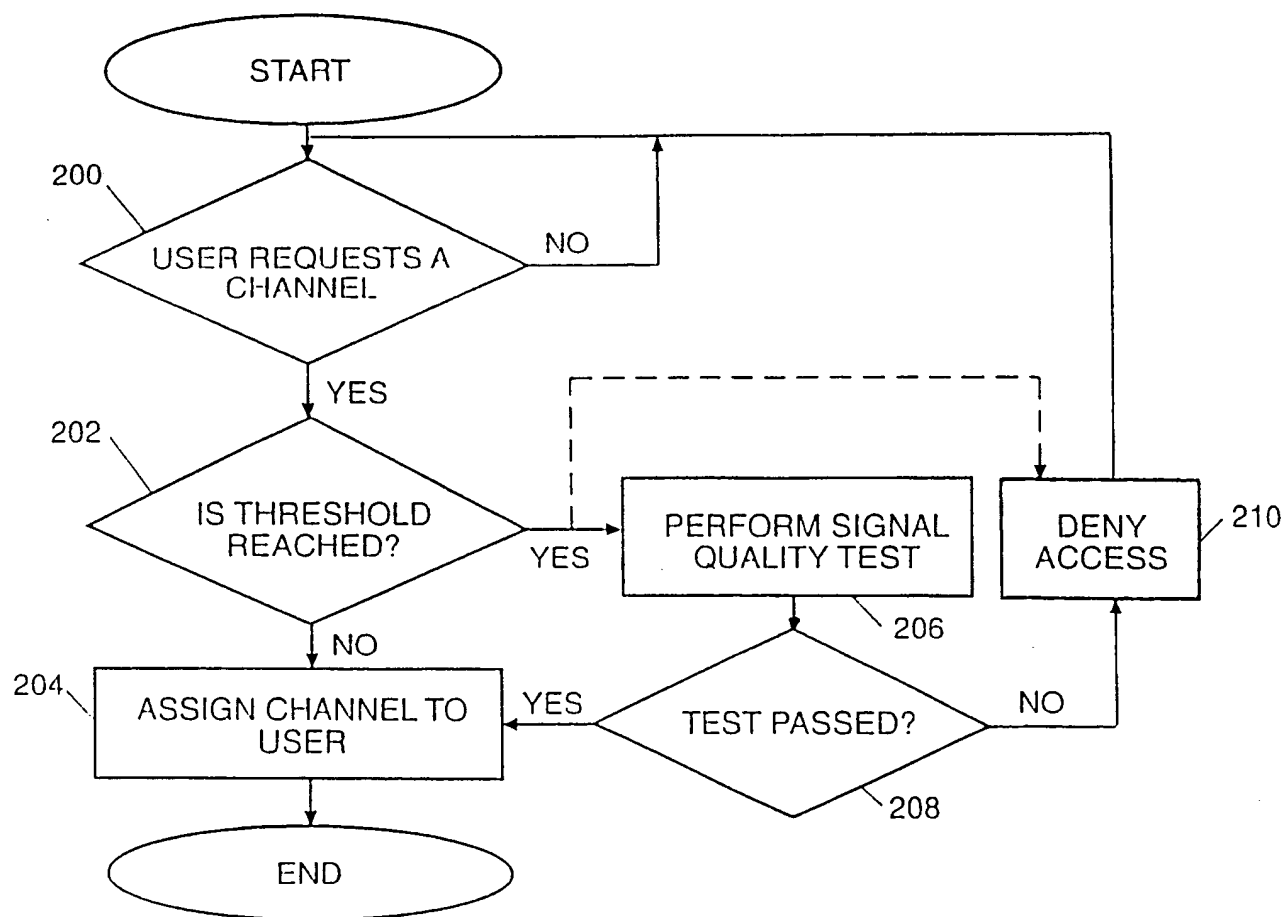 START
200
USER REQUESTS A
CHANNEL
NO
YES
202
IS THRESHOLD
REACHED?
YES
PERFORM SIGNAL
QUALITY TEST
206
DENY
ACCESS
210
NO
204
ASSIGN CHANNEL TO
USER
YES
TEST PASSED?
NO
208
END